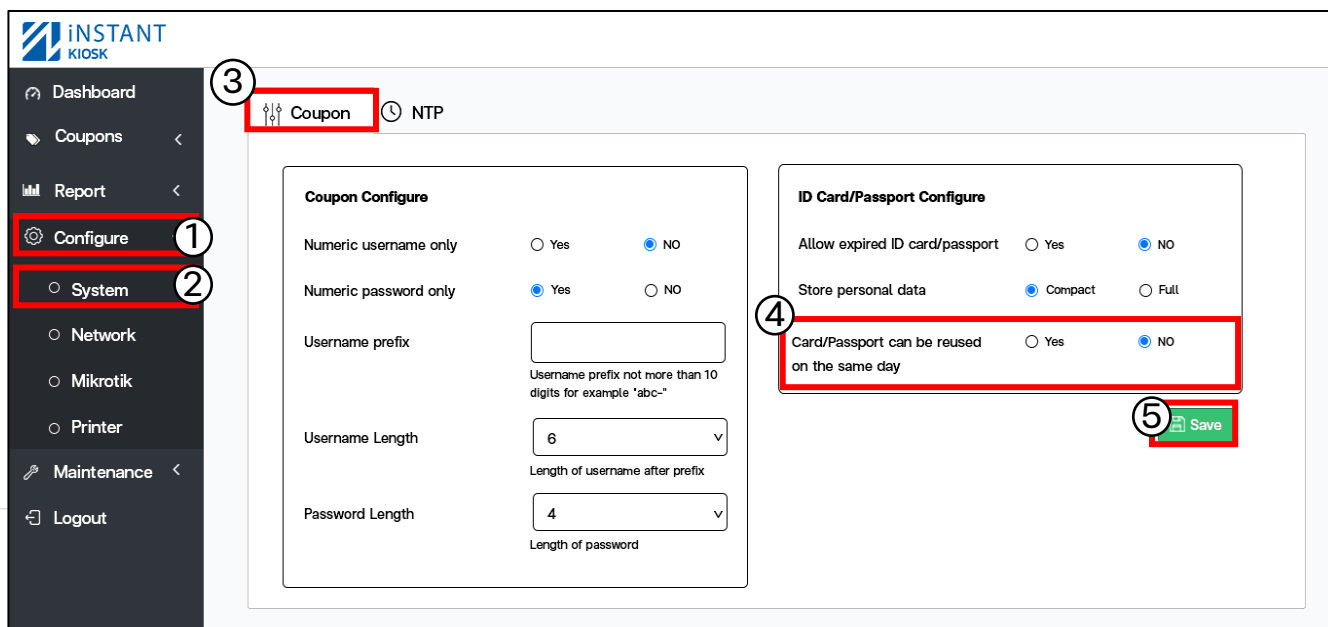 iNSTANT
KIOSK
Dashboard
Coupons
Report
Configure
1
System
2
Network
Mikrotik
Printer
Maintenance
Logout
3
Coupon
NTP
Coupon Configure
Numeric username only
Yes
NO
Numeric password only
Yes
NO
Username prefix
Username prefix not more than 10
digits for example "abc-"
Username Length
6
Length of username after prefix
Password Length
4
Length of password
ID Card/Passport Configure
Allow expired ID card/passport
Yes
NO
Store personal data
Compact
Full
4
Card/Passport can be reused
on the same day
Yes
NO
5
Save